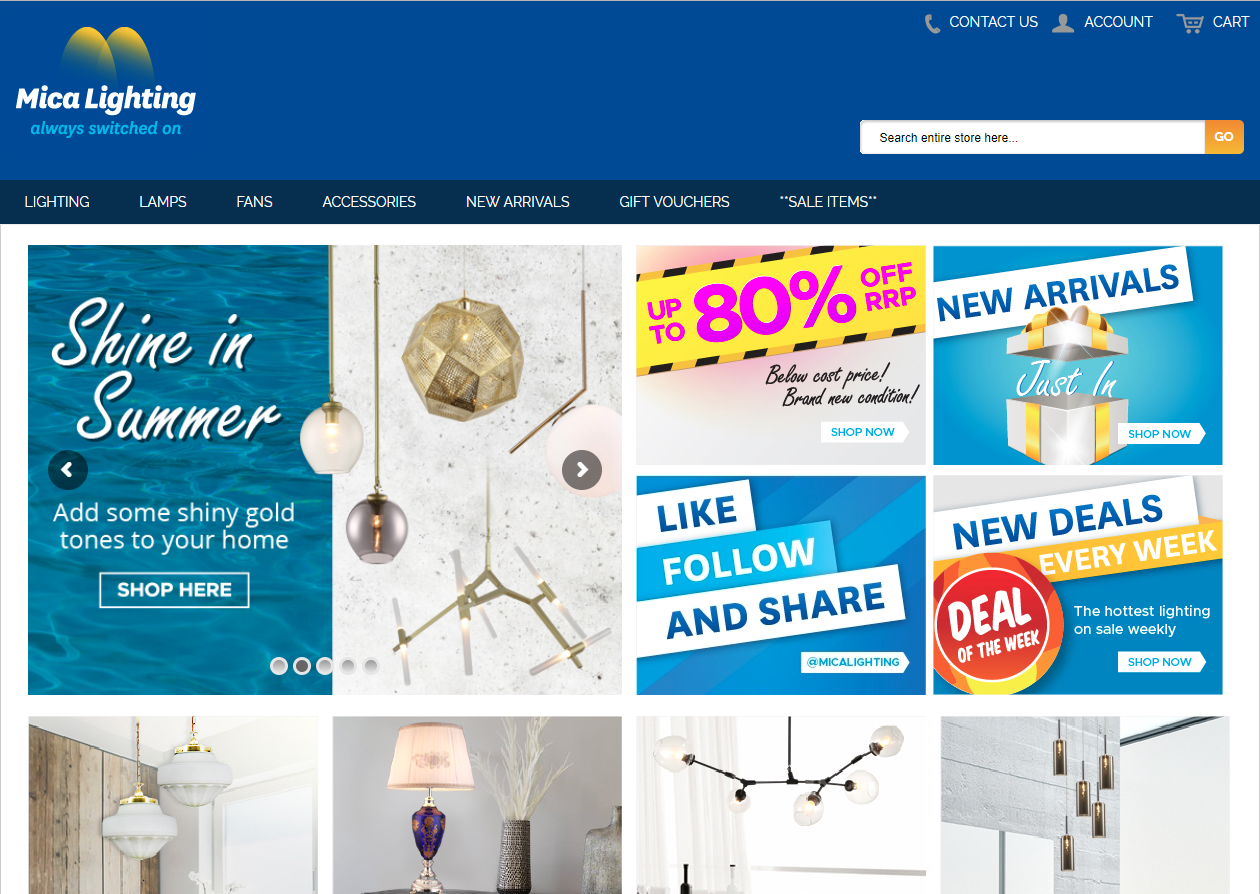 CONTACT US
ACCOUNT
CART
Mica Lighting
always switched on
Search entire store here...
GO
LIGHTING
LAMPS
FANS
ACCESSORIES
NEW ARRIVALS
GIFT VOUCHERS
**SALE ITEMS**
Shine in
Summer
Add some shiny gold
tones to your home
SHOP HERE
UP
TO
80%
OFF
RRP
Below cost price!
Brand new condition!
SHOP NOW
NEW ARRIVALS
Just In
SHOP NOW
LIKE
FOLLOW
AND SHARE
@MICALIGHTING
NEW DEALS
EVERY WEEK
DEAL
OF THE WEEK
The hottest lighting
on sale weekly
SHOP NOW